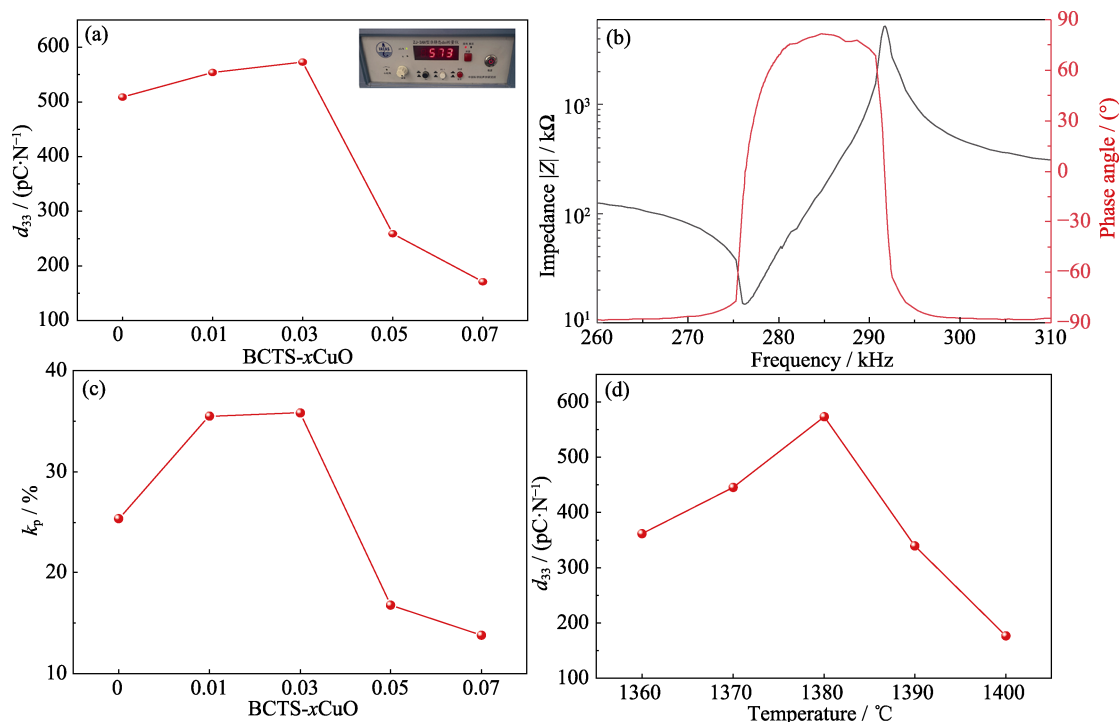 (a)
573
600
500
400
300
200
100
d₃₃ / (pC·N⁻¹)
0 0.01 0.03 0.05 0.07
BCTS-xCuO
(b)
10³
10²
10¹
Impedance |Z| / kΩ
90
60
30
0
−30
−60
−90
Phase angle / (°)
260 270 280 290 300 310
Frequency / kHz
(c)
40
30
20
10
kₚ / %
0 0.01 0.03 0.05 0.07
BCTS-xCuO
(d)
600
500
400
300
200
100
d₃₃ / (pC·N⁻¹)
1360 1370 1380 1390 1400
Temperature / ℃